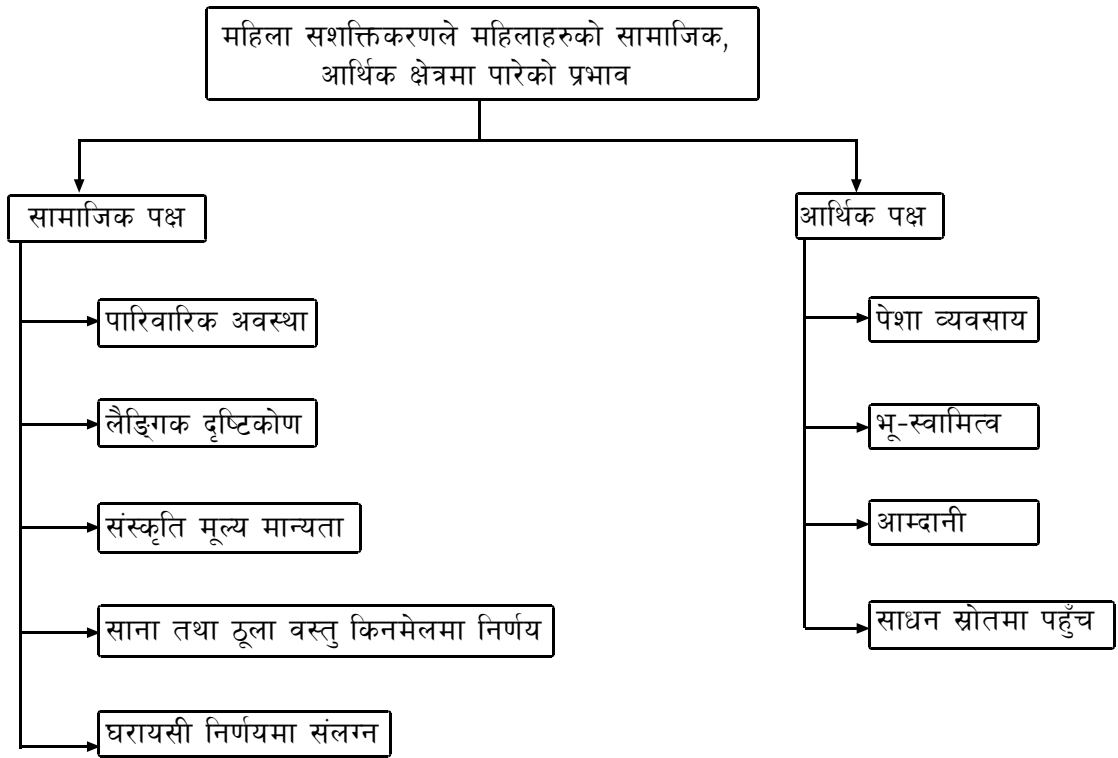 महिला सशक्तिकरणले महिलाहरुको सामाजिक,
आर्थिक क्षेत्रमा पारेको प्रभाव
सामाजिक पक्ष
पारिवारिक अवस्था
लैङ्गिक दृष्टिकोण
संस्कृति मूल्य मान्यता
साना तथा ठूला वस्तु किनमेलमा निर्णय
घरायसी निर्णयमा संलग्न
आर्थिक पक्ष
पेशा व्यवसाय
भू-स्वामित्व
आम्दानी
साधन स्रोतमा पहुँच